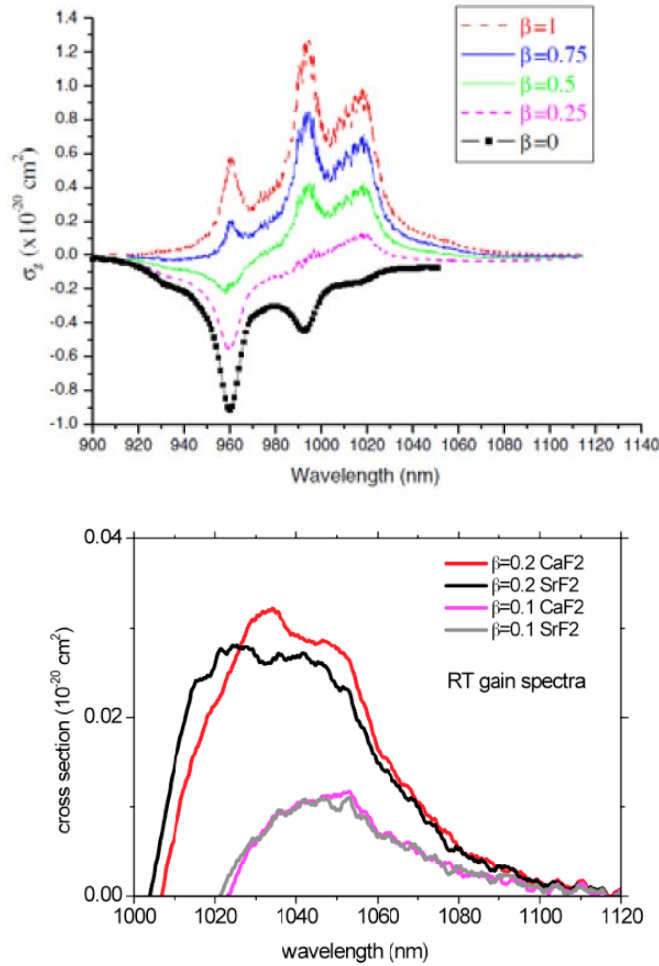 β=1
β=0.75
β=0.5
β=0.25
β=0
1.4
1.2
1.0
0.8
0.6
0.4
0.2
0.0
-0.2
-0.4
-0.6
-0.8
-1.0
σg (x10⁻²⁰ cm²)
900 920 940 960 980 1000 1020 1040 1060 1080 1100 1120 1140
Wavelength (nm)
0.04
0.02
0.00
cross section (10⁻²⁰ cm²)
β=0.2 CaF2
β=0.2 SrF2
β=0.1 CaF2
β=0.1 SrF2
RT gain spectra
1000 1020 1040 1060 1080 1100 1120
wavelength (nm)